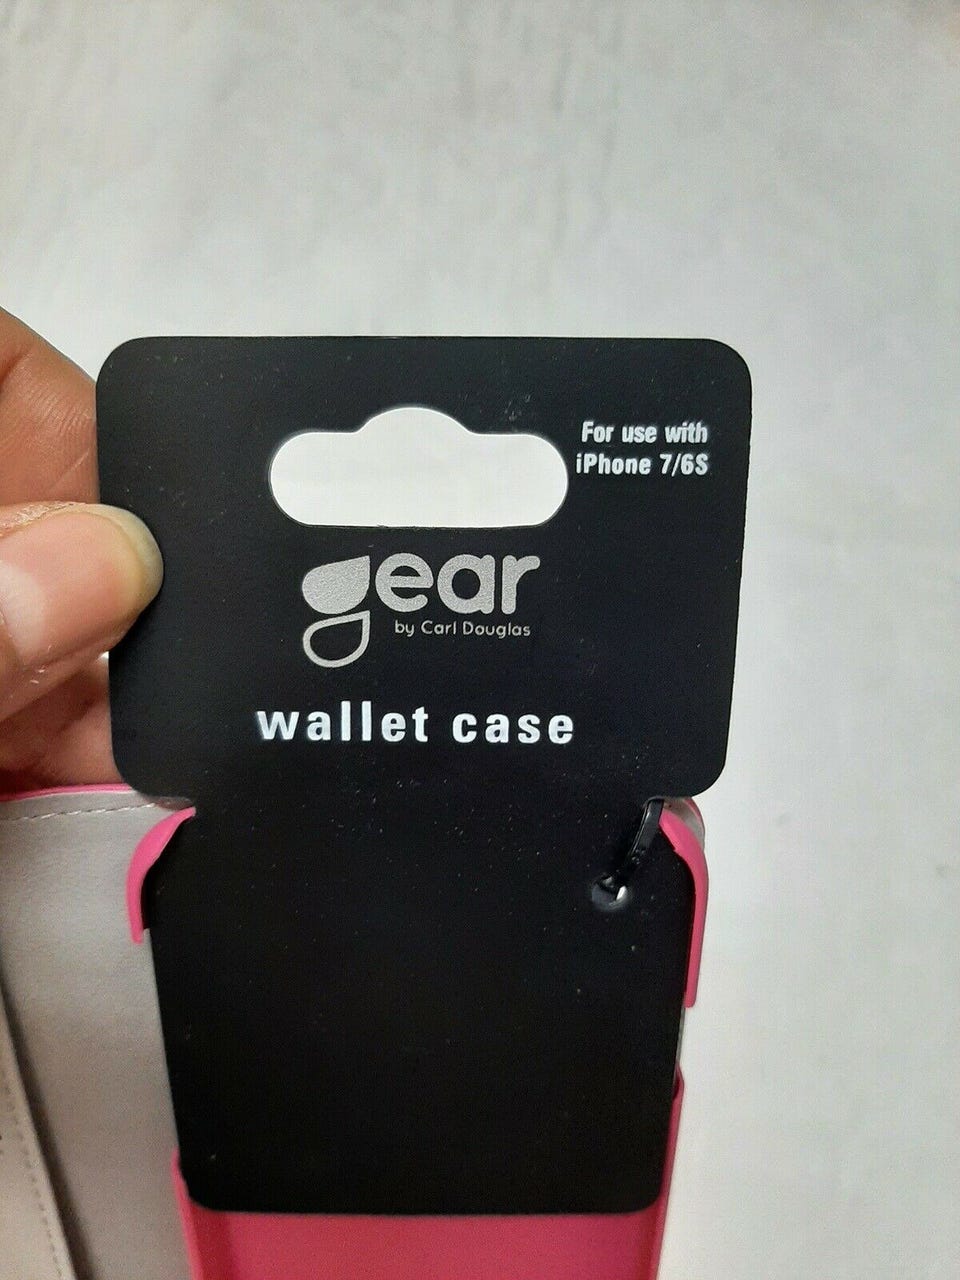 For use with
iPhone 7/6S
gear
by Carl Douglas
wallet case